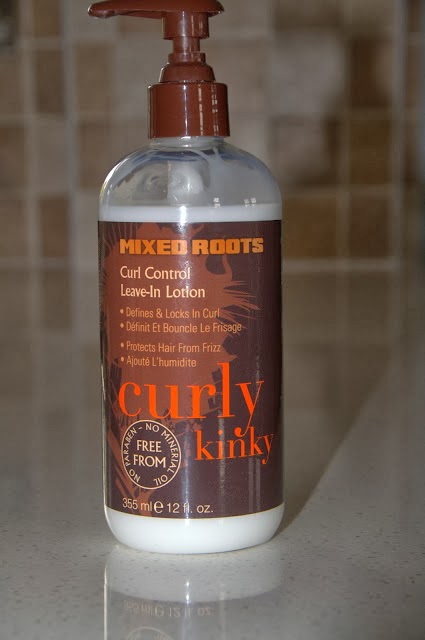 MIXED ROOTS
Curl Control
Leave-In Lotion
• Defines & Locks In Curl
• Définit Et Boucle Le Frisage
• Protects Hair From Frizz
• Ajouté L'humidite
curly
kinky
NO PARABEN - NO MINERIAL OIL
FREE
FROM
355 ml e 12 fl. oz.